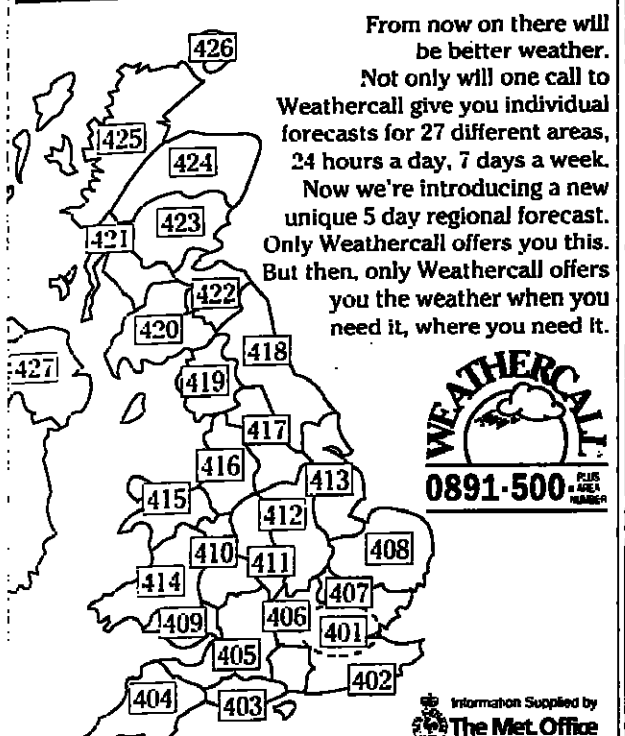 From now on there will
be better weather.
Not only will one call to
Weathercall give you individual
forecasts for 27 different areas,
24 hours a day, 7 days a week.
Now we're introducing a new
unique 5 day regional forecast.
Only Weathercall offers you this.
But then, only Weathercall offers
you the weather when you
need it, where you need it.
426
425
424
423
421
422
420
418
427
419
417
416
413
415
412
410
411
408
414
407
409
406
401
405
402
404
403
WEATHERCALL
0891-500
PLUS
AREA
NUMBER
Information Supplied by
The Met. Office